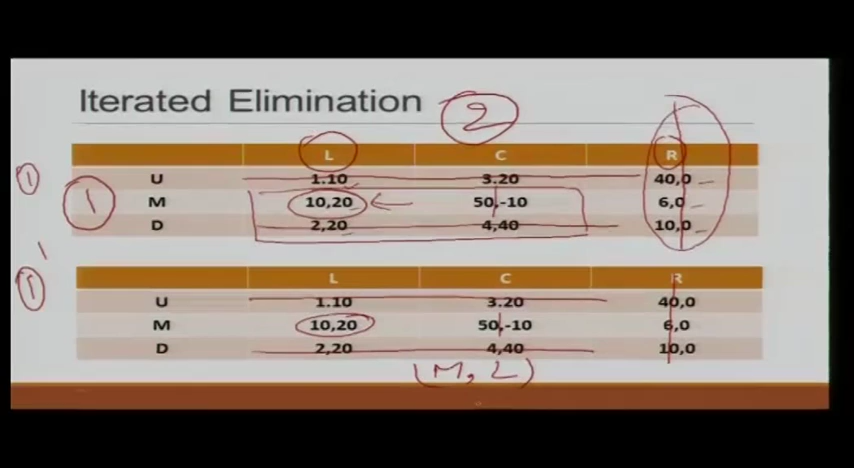 Iterated Elimination 2
L C R
1 U 1.10 3.20 40,0
1 M 10,20 50,-10 6,0
D 2,20 4,40 10,0
1
L C R
1 U 1.10 3.20 40,0
M 10,20 50,-10 6,0
D 2,20 4,40 10,0
(M, L)